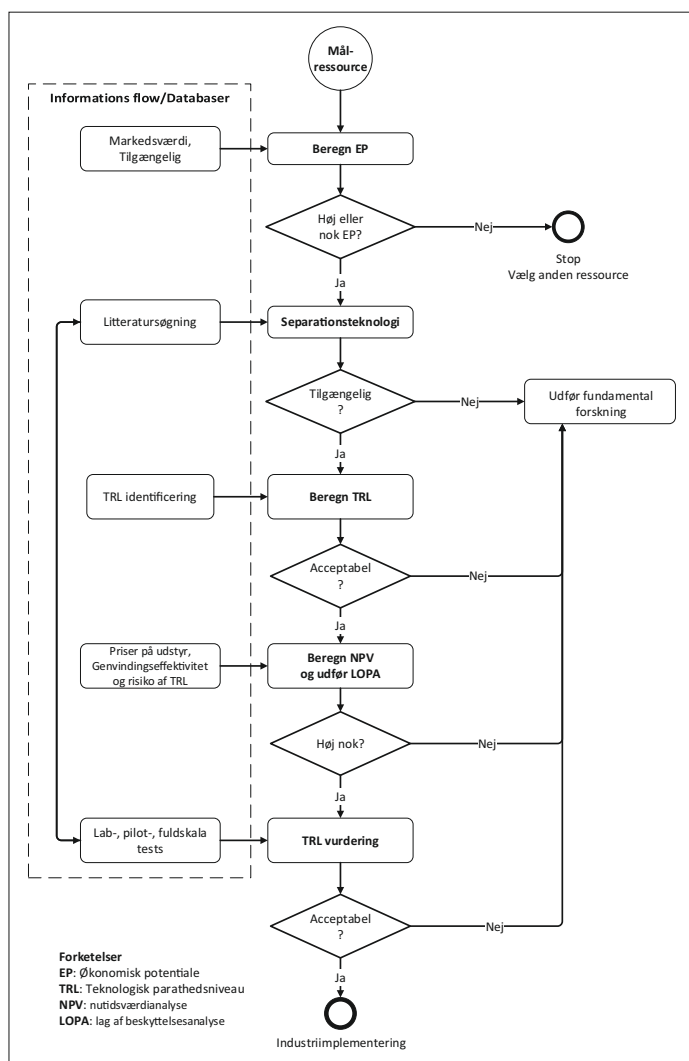 Mål-
ressource
Informations flow/Databaser
Markedsværdi,
Tilgængelig
Beregn EP
Høj eller
nok EP?
Nej
Stop
Vælg anden ressource
Ja
Litteratursøgning
Separationsteknologi
Tilgængelig
?
Nej
Udfør fundamental
forskning
Ja
TRL identificering
Beregn TRL
Acceptabel
?
Nej
Ja
Priser på udstyr,
Genvindingseffektivitet
og risiko af TRL
Beregn NPV
og udfør LOPA
Høj nok?
Nej
Ja
Lab-, pilot-, fuldskala
tests
TRL vurdering
Acceptabel
?
Nej
Ja
Industriimplementering
Forketelser
EP: Økonomisk potentiale
TRL: Teknologisk parathedsniveau
NPV: nutidsværdianalyse
LOPA: lag af beskyttelsesanalyse